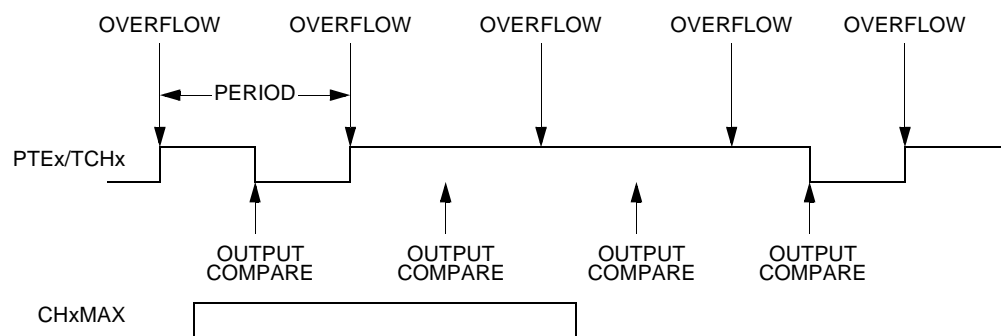 OVERFLOW OVERFLOW OVERFLOW OVERFLOW OVERFLOW
PERIOD
PTEx/TCHx
OUTPUT COMPARE
OUTPUT COMPARE
OUTPUT COMPARE
OUTPUT COMPARE
CHxMAX